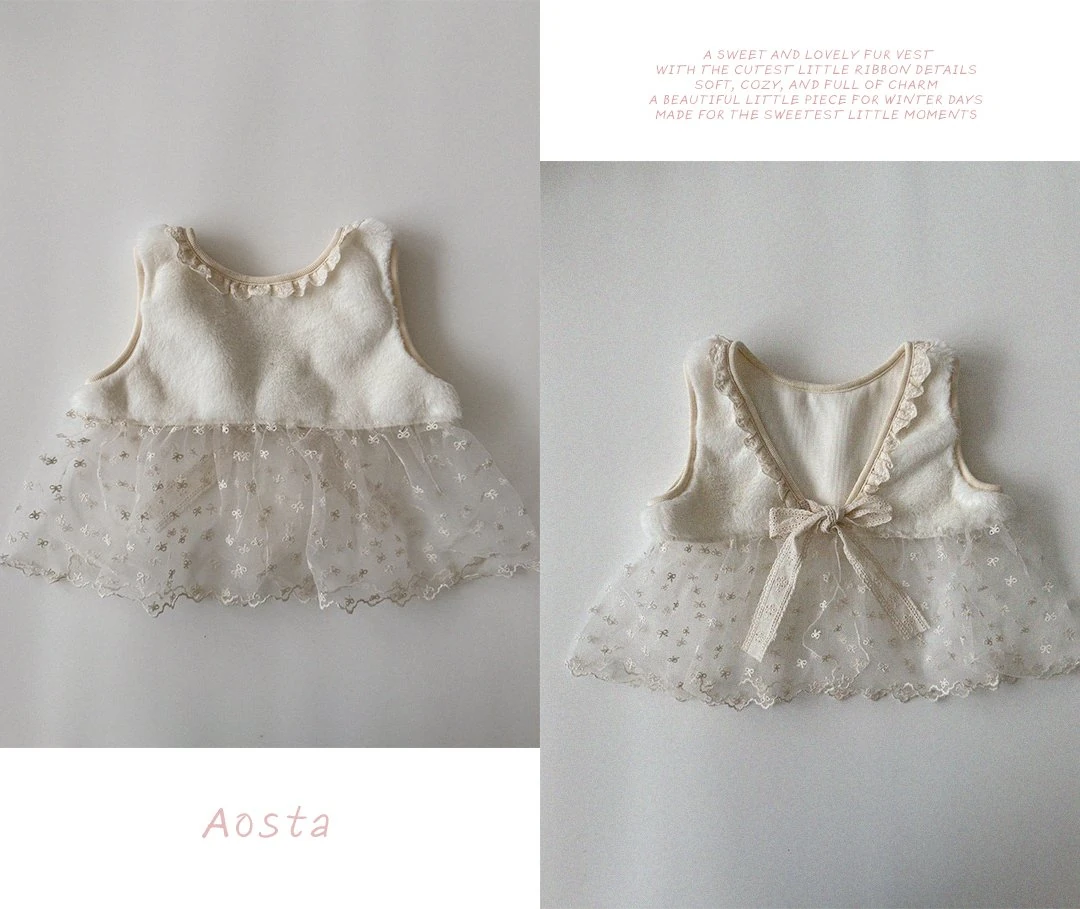 A SWEET AND LOVELY FUR VEST
WITH THE CUTEST LITTLE RIBBON DETAILS
SOFT, COZY, AND FULL OF CHARM
A BEAUTIFUL LITTLE PIECE FOR WINTER DAYS
MADE FOR THE SWEETEST LITTLE MOMENTS
Aosta